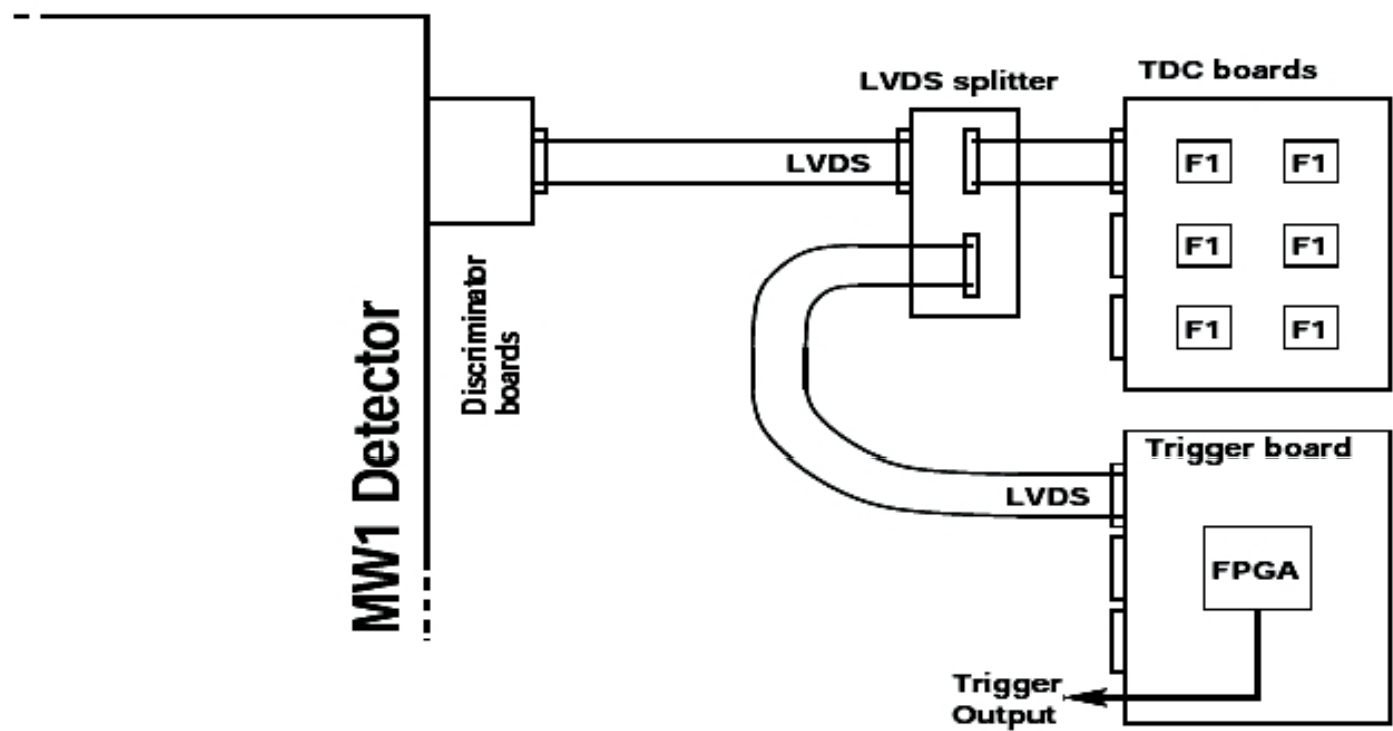 LVDS splitter
TDC boards
LVDS
F1 F1
F1 F1
F1 F1
Discriminator
boards
MW1 Detector
Trigger board
LVDS
FPGA
Trigger
Output